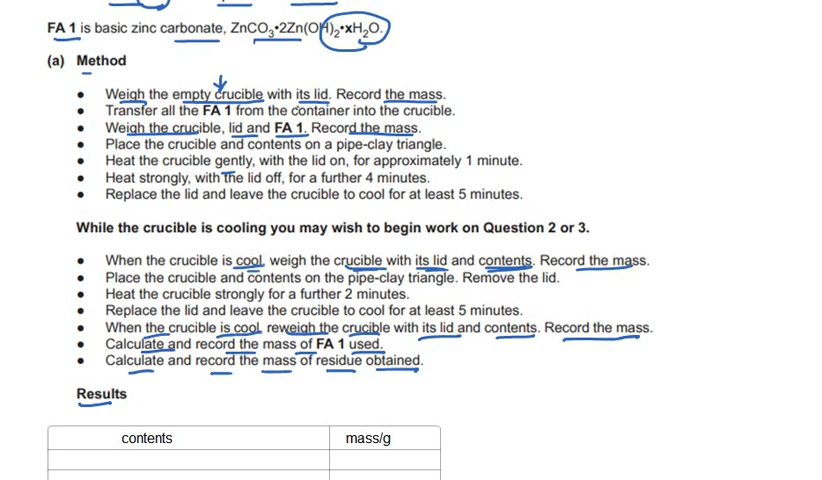 FA 1 is basic zinc carbonate, ZnCO₃•2Zn(OH)₂•xH₂O.
(a) Method
• Weigh the empty crucible with its lid. Record the mass.
• Transfer all the FA 1 from the container into the crucible.
• Weigh the crucible, lid and FA 1. Record the mass.
• Place the crucible and contents on a pipe-clay triangle.
• Heat the crucible gently, with the lid on, for approximately 1 minute.
• Heat strongly, with the lid off, for a further 4 minutes.
• Replace the lid and leave the crucible to cool for at least 5 minutes.
While the crucible is cooling you may wish to begin work on Question 2 or 3.
• When the crucible is cool, weigh the crucible with its lid and contents. Record the mass.
• Place the crucible and contents on the pipe-clay triangle. Remove the lid.
• Heat the crucible strongly for a further 2 minutes.
• Replace the lid and leave the crucible to cool for at least 5 minutes.
• When the crucible is cool, reweigh the crucible with its lid and contents. Record the mass.
• Calculate and record the mass of FA 1 used.
• Calculate and record the mass of residue obtained.
Results
contents mass/g